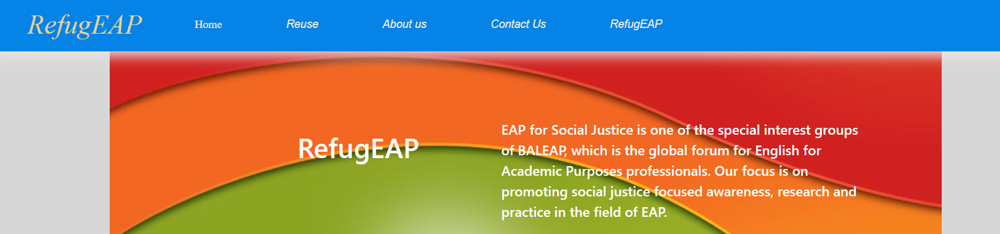 RefugEAP
Home
Reuse
About us
Contact Us
RefugEAP
RefugEAP
EAP for Social Justice is one of the special interest groups
of BALEAP, which is the global forum for English for
Academic Purposes professionals. Our focus is on
promoting social justice focused awareness, research and
practice in the field of EAP.